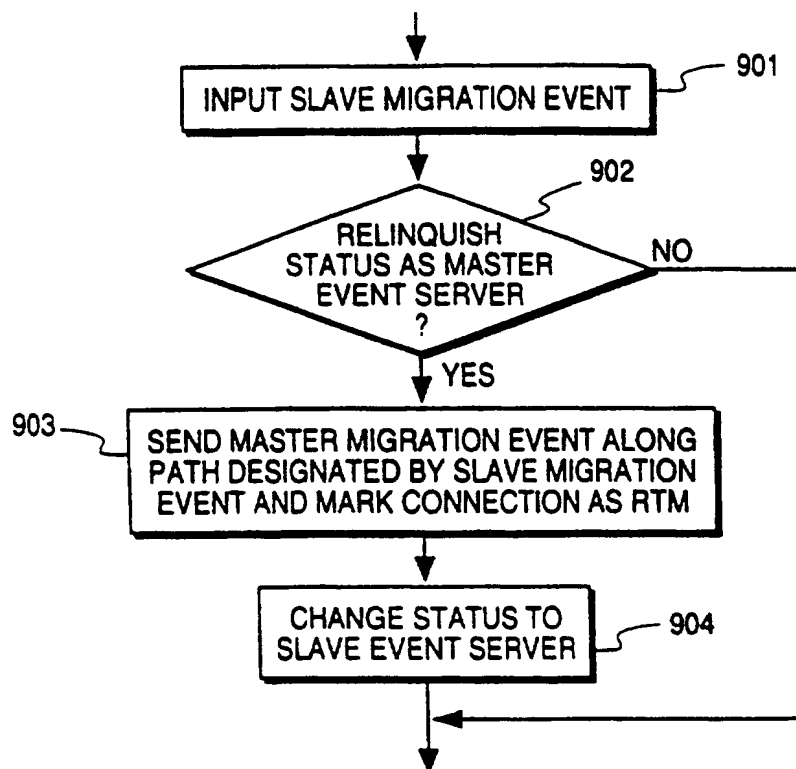 901
INPUT SLAVE MIGRATION EVENT
902
RELINQUISH
STATUS AS MASTER
EVENT SERVER
?
NO
YES
903
SEND MASTER MIGRATION EVENT ALONG
PATH DESIGNATED BY SLAVE MIGRATION
EVENT AND MARK CONNECTION AS RTM
CHANGE STATUS TO
SLAVE EVENT SERVER
904